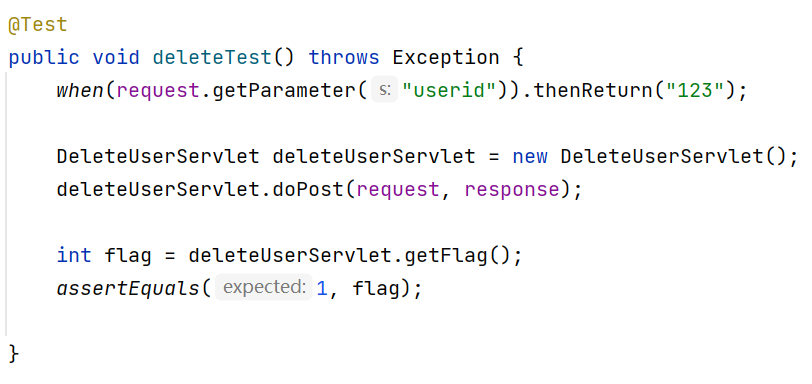 @Test
public void deleteTest() throws Exception {
when(request.getParameter( s: "userid")).thenReturn("123");
DeleteUserServlet deleteUserServlet = new DeleteUserServlet();
deleteUserServlet.doPost(request, response);
int flag = deleteUserServlet.getFlag();
assertEquals( expected: 1, flag);
}